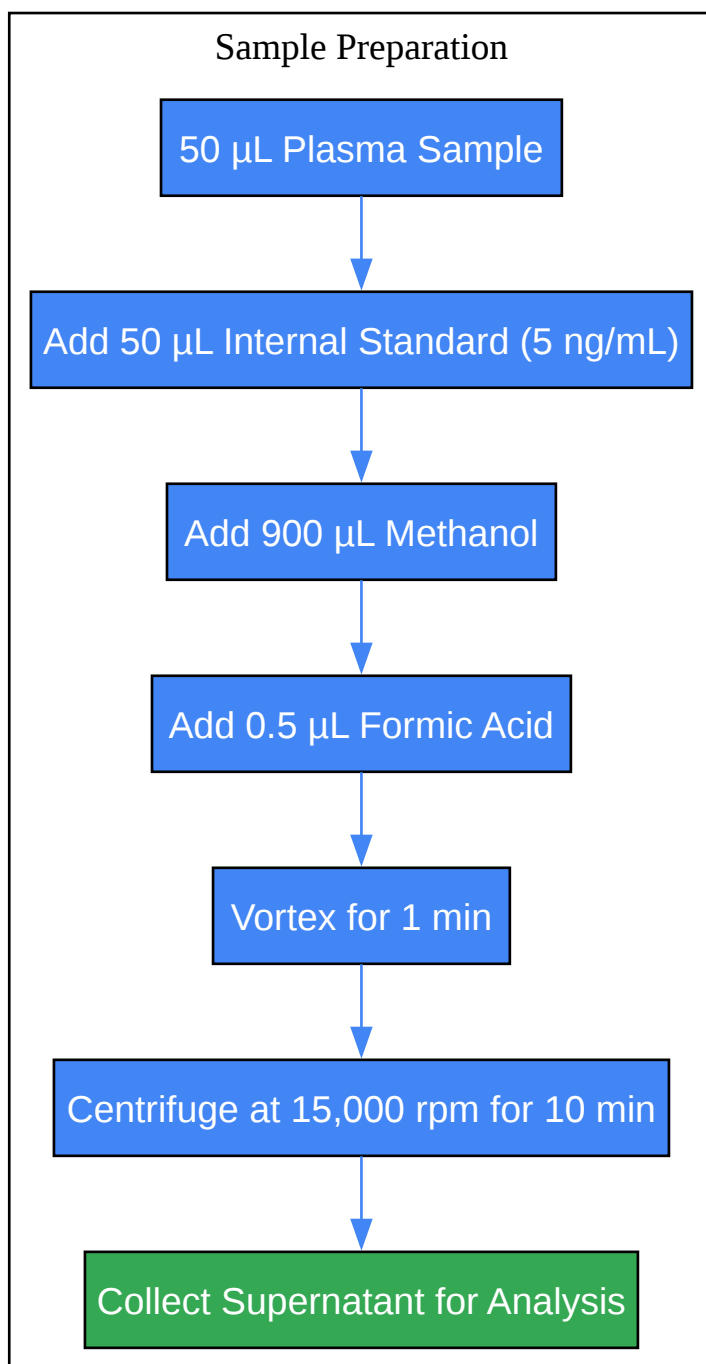 Sample Preparation
50 µL Plasma Sample
Add 50 µL Internal Standard (5 ng/mL)
Add 900 µL Methanol
Add 0.5 µL Formic Acid
Vortex for 1 min
Centrifuge at 15,000 rpm for 10 min
Collect Supernatant for Analysis